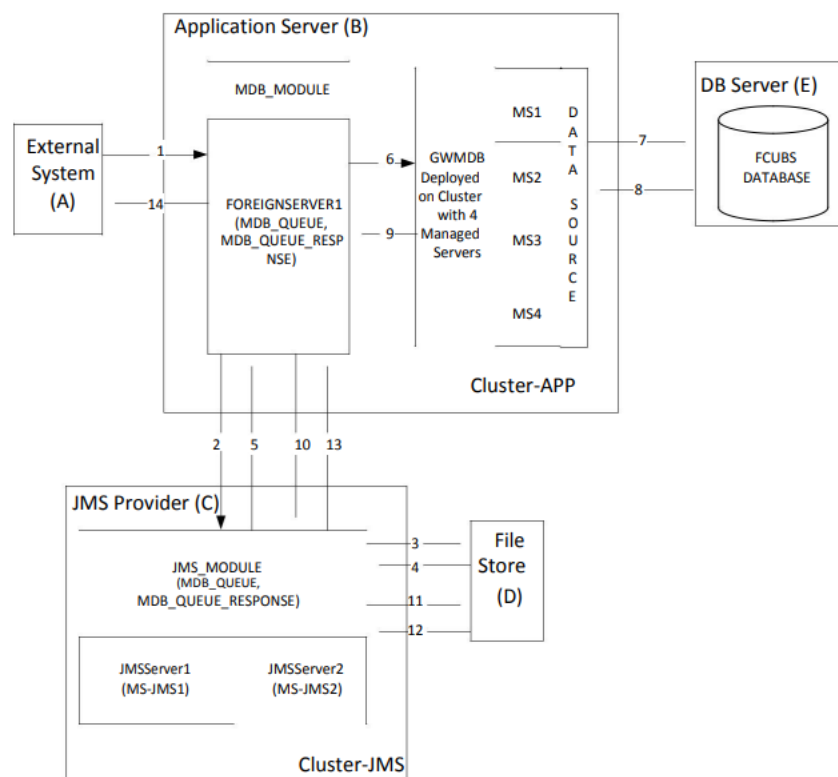 Application Server (B)
MDB_MODULE
External
System
(A)
1
14
FOREIGNSERVER1
(MDB_QUEUE,
MDB_QUEUE_RESP
NSE)
6
9
GWMDB
Deployed
on Cluster
with 4
Managed
Servers
MS1
MS2
MS3
MS4
D
A
T
A
S
O
U
R
C
E
7
8
DB Server (E)
FCUBS
DATABASE
Cluster-APP
2
5
10
13
JMS Provider (C)
JMS_MODULE
(MDB_QUEUE,
MDB_QUEUE_RESPONSE)
3
4
11
12
File
Store
(D)
JMSServer1
(MS-JMS1)
JMSServer2
(MS-JMS2)
Cluster-JMS